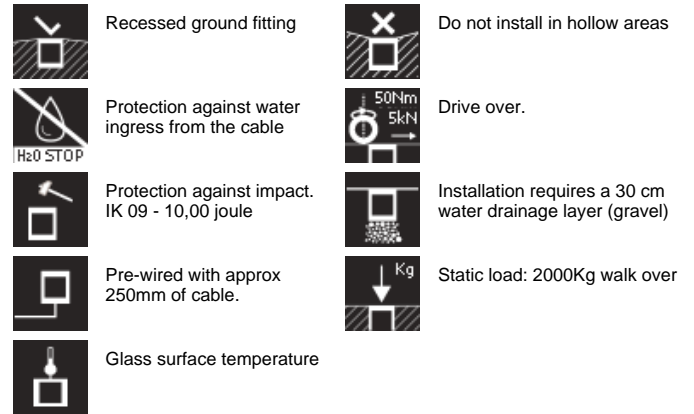 Recessed ground fitting
Do not install in hollow areas
H20 STOP
Protection against water
ingress from the cable
50Nm
5kN
Drive over.
Protection against impact.
IK 09 - 10,00 joule
Installation requires a 30 cm
water drainage layer (gravel)
Pre-wired with approx
250mm of cable.
Kg
Static load: 2000Kg walk over
Glass surface temperature